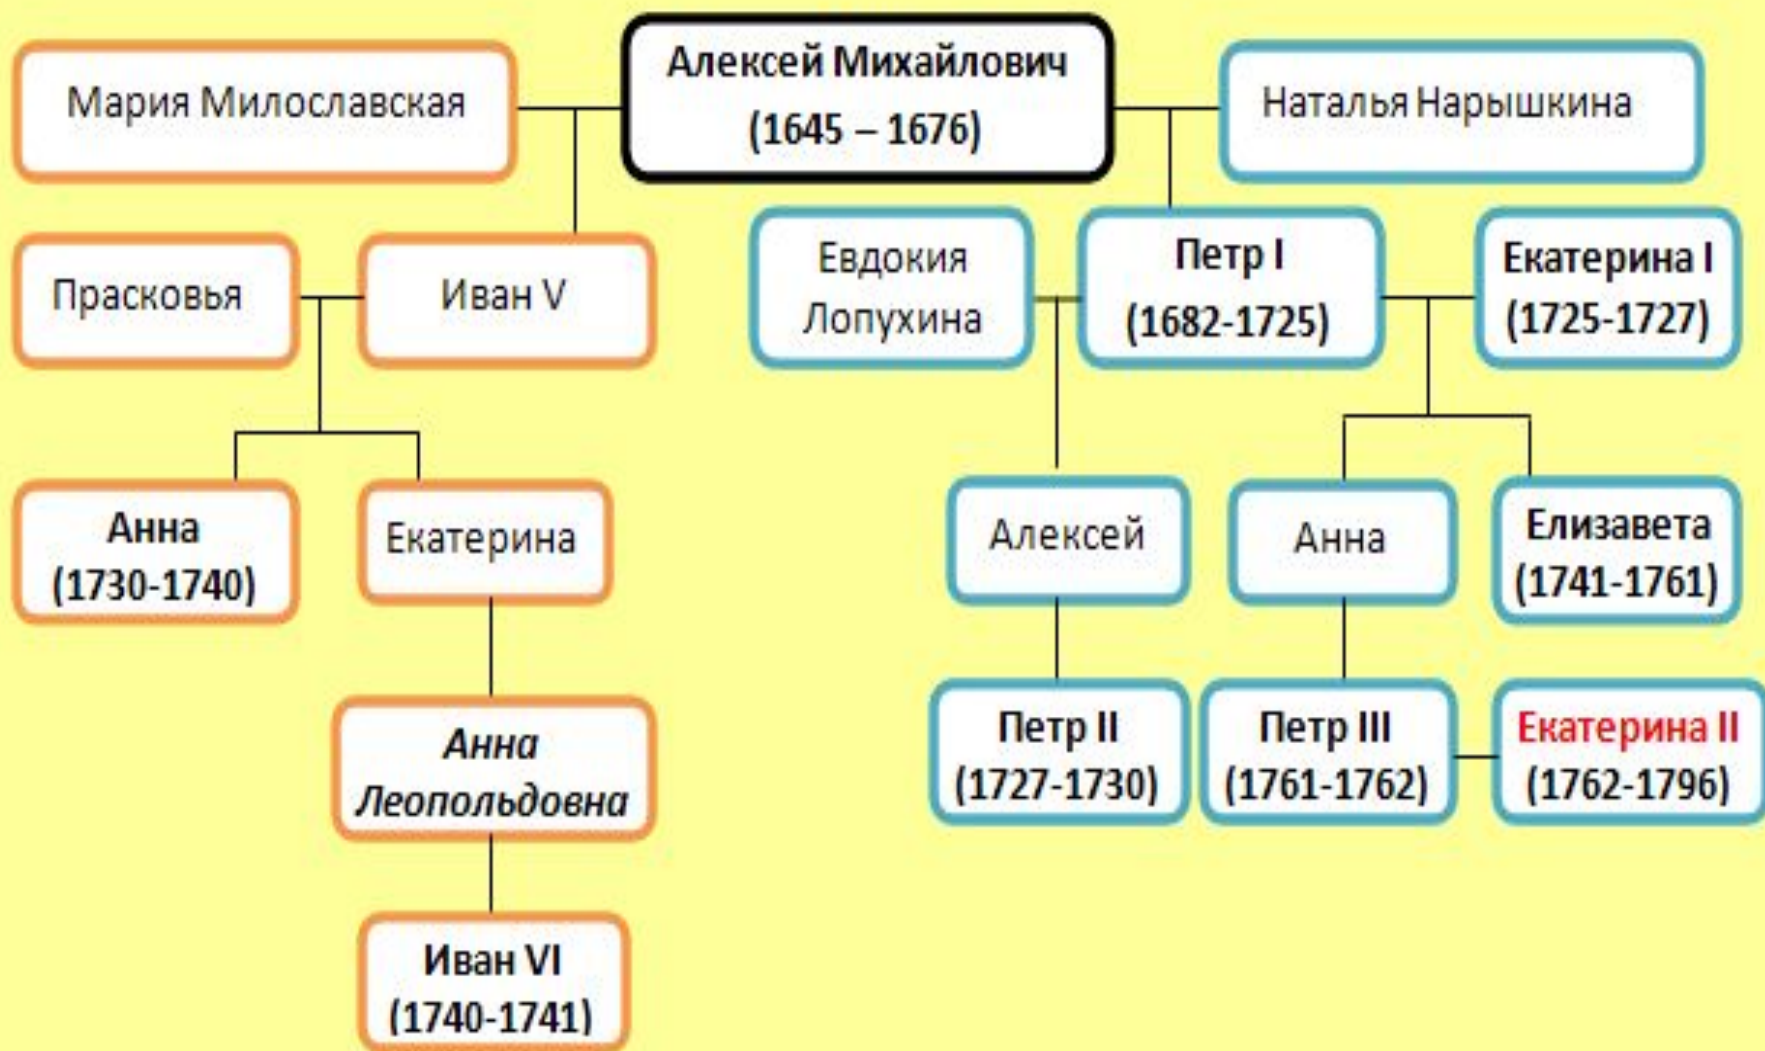 Мария Милославская
Алексей Михайлович
(1645 – 1676)
Наталья Нарышкина
Прасковья
Иван V
Евдокия
Лопухина
Петр I
(1682-1725)
Екатерина I
(1725-1727)
Анна
(1730-1740)
Екатерина
Алексей
Анна
Елизавета
(1741-1761)
Анна
Леопольдовна
Петр II
(1727-1730)
Петр III
(1761-1762)
Екатерина II
(1762-1796)
Иван VI
(1740-1741)